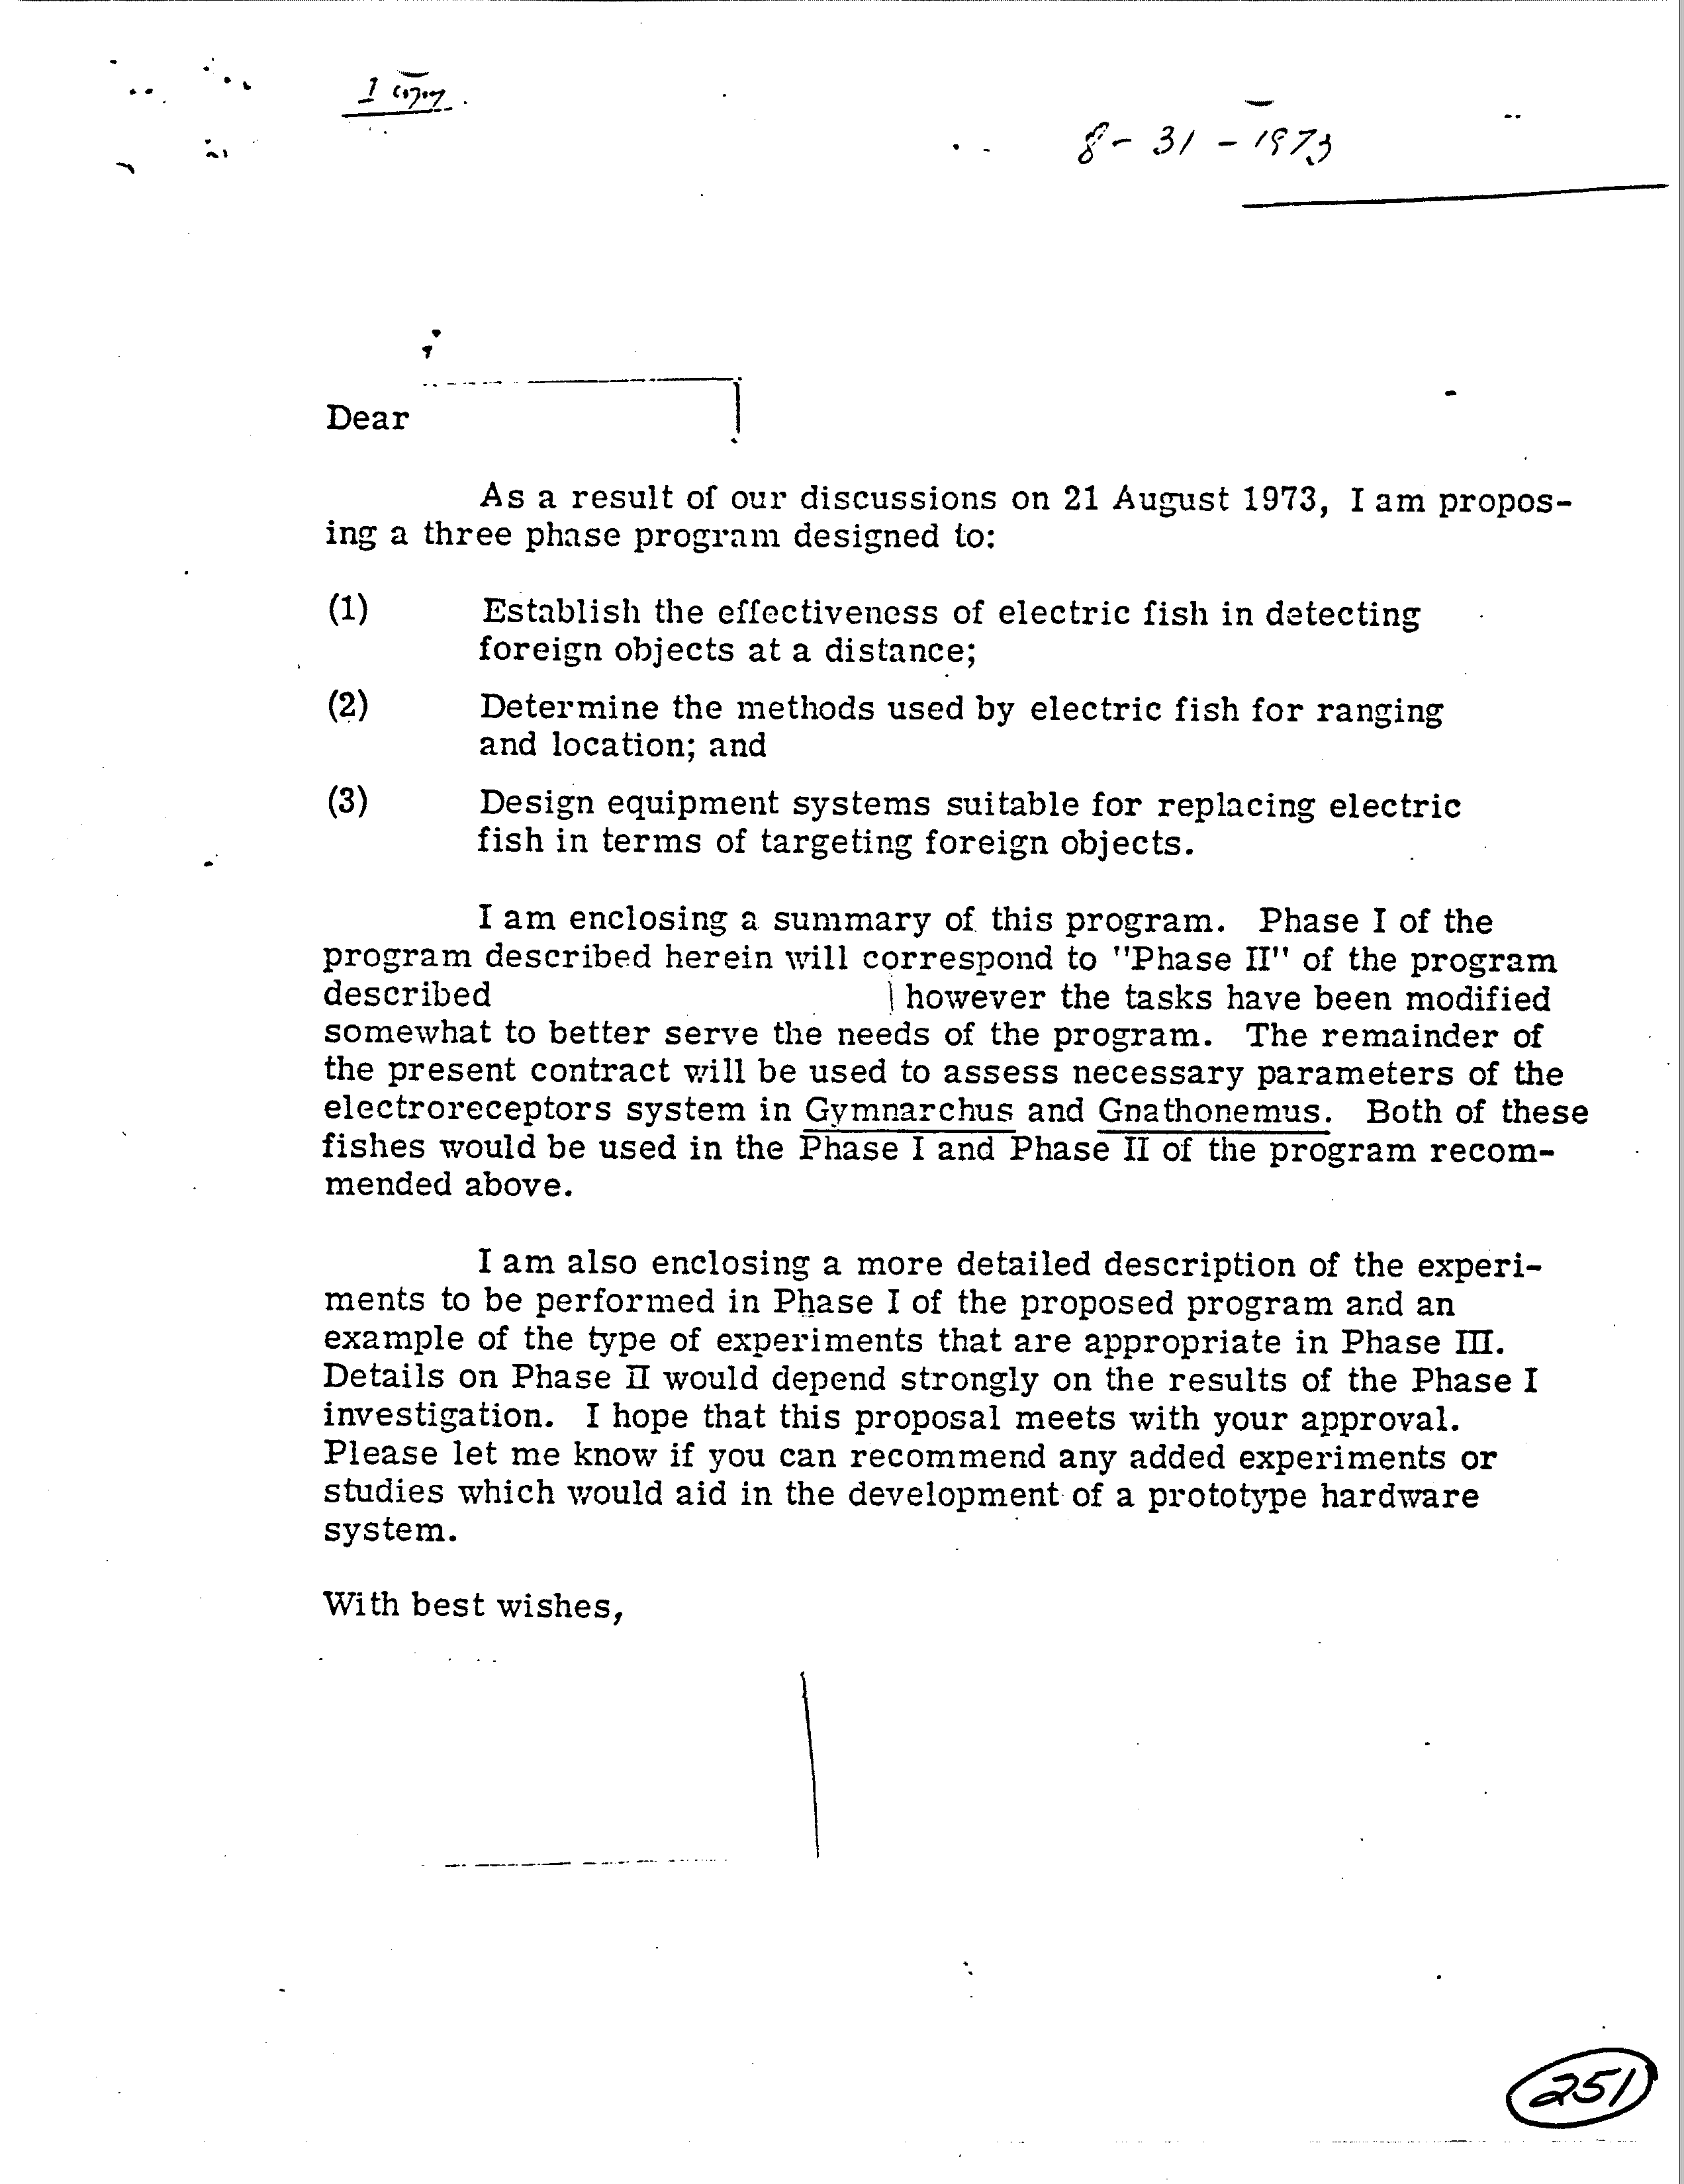 1 copy
8-31-1973
Dear
As a result of our discussions on 21 August 1973, I am propos-
ing a three phase program designed to:
(1) Establish the effectiveness of electric fish in detecting
foreign objects at a distance;
(2) Determine the methods used by electric fish for ranging
and location; and
(3) Design equipment systems suitable for replacing electric
fish in terms of targeting foreign objects.
I am enclosing a summary of this program. Phase I of the
program described herein will correspond to "Phase II" of the program
described however the tasks have been modified
somewhat to better serve the needs of the program. The remainder of
the present contract will be used to assess necessary parameters of the
electroreceptors system in Gymnarchus and Gnathonemus. Both of these
fishes would be used in the Phase I and Phase II of the program recom-
mended above.
I am also enclosing a more detailed description of the experi-
ments to be performed in Phase I of the proposed program and an
example of the type of experiments that are appropriate in Phase III.
Details on Phase II would depend strongly on the results of the Phase I
investigation. I hope that this proposal meets with your approval.
Please let me know if you can recommend any added experiments or
studies which would aid in the development of a prototype hardware
system.
With best wishes,
251